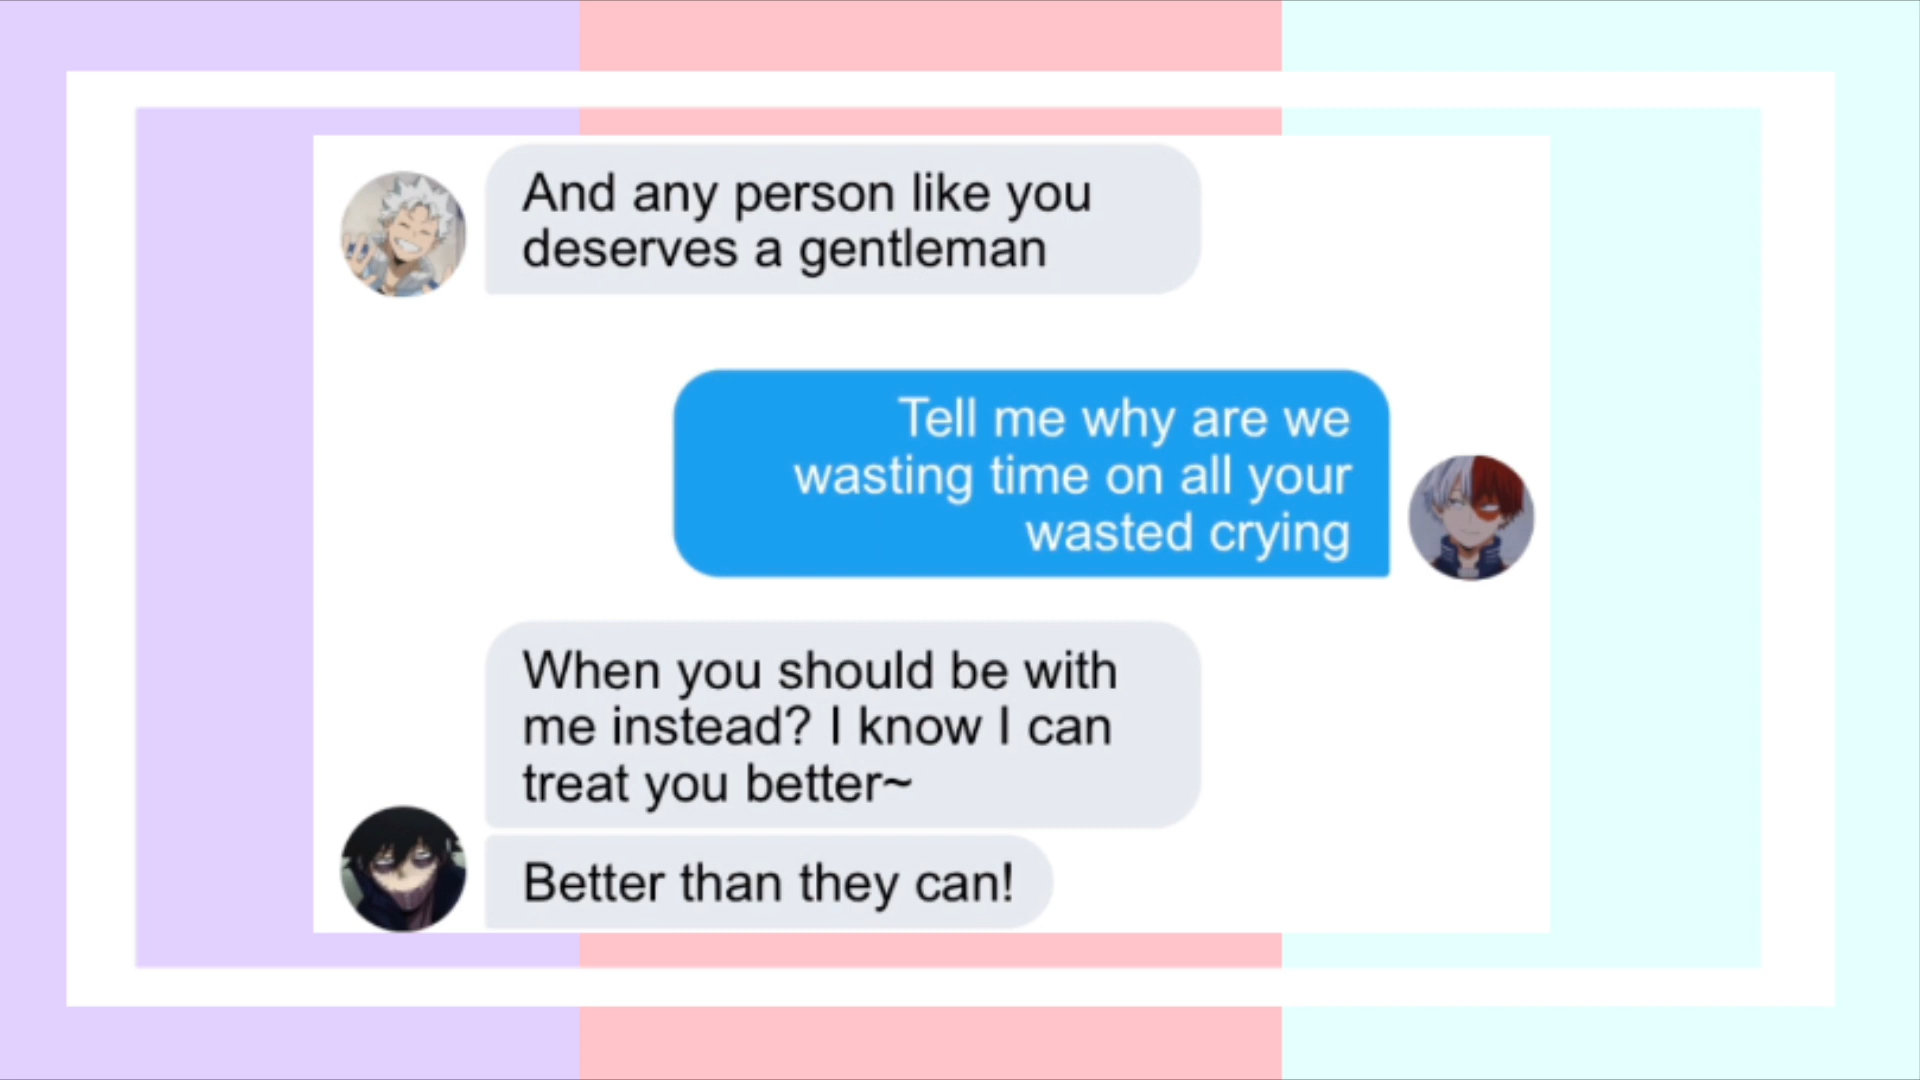 And any person like you
deserves a gentleman
Tell me why are we
wasting time on all your
wasted crying
When you should be with
me instead? I know I can
treat you better~
Better than they can!